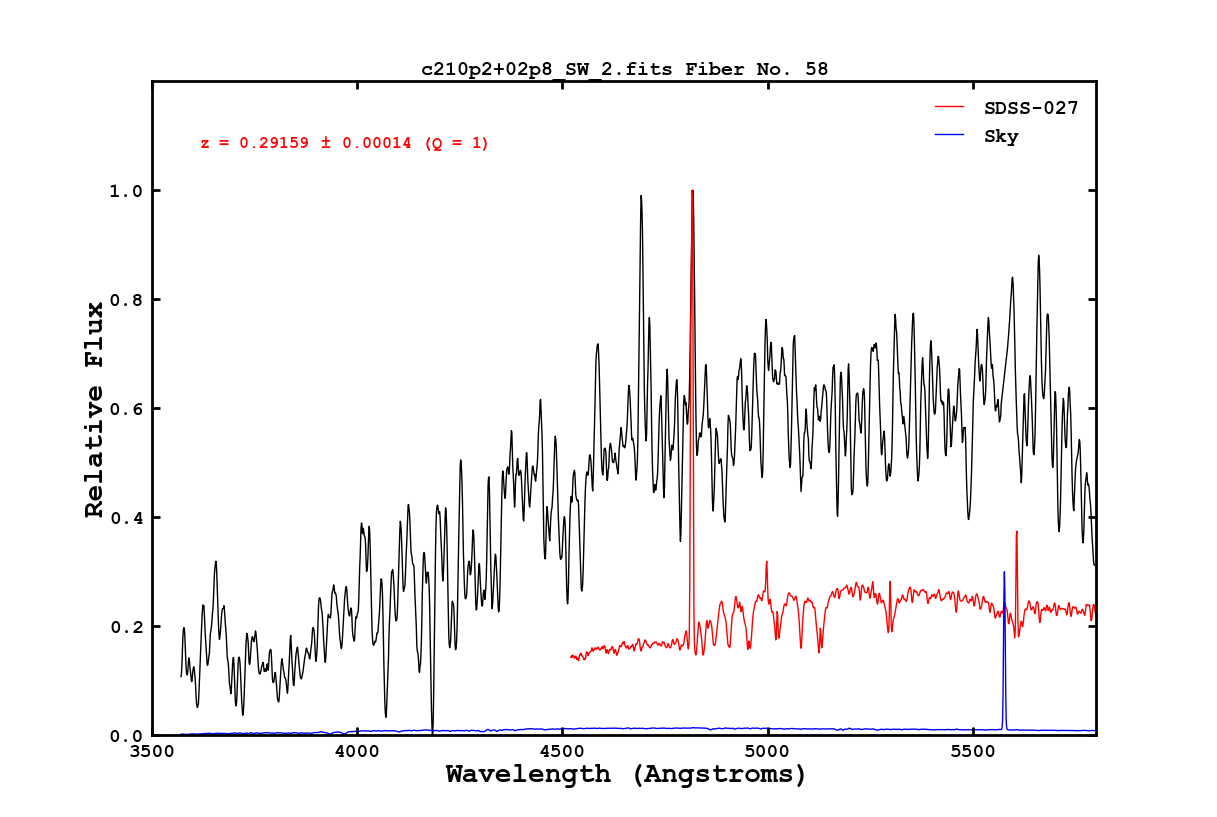 c210p2+02p8_SW_2.fits Fiber No. 58
SDSS-027
Sky
z = 0.29159 ± 0.00014 (Q = 1)
1.0
0.8
0.6
0.4
0.2
0.0
Relative Flux
3500 4000 4500 5000 5500
Wavelength (Angstroms)